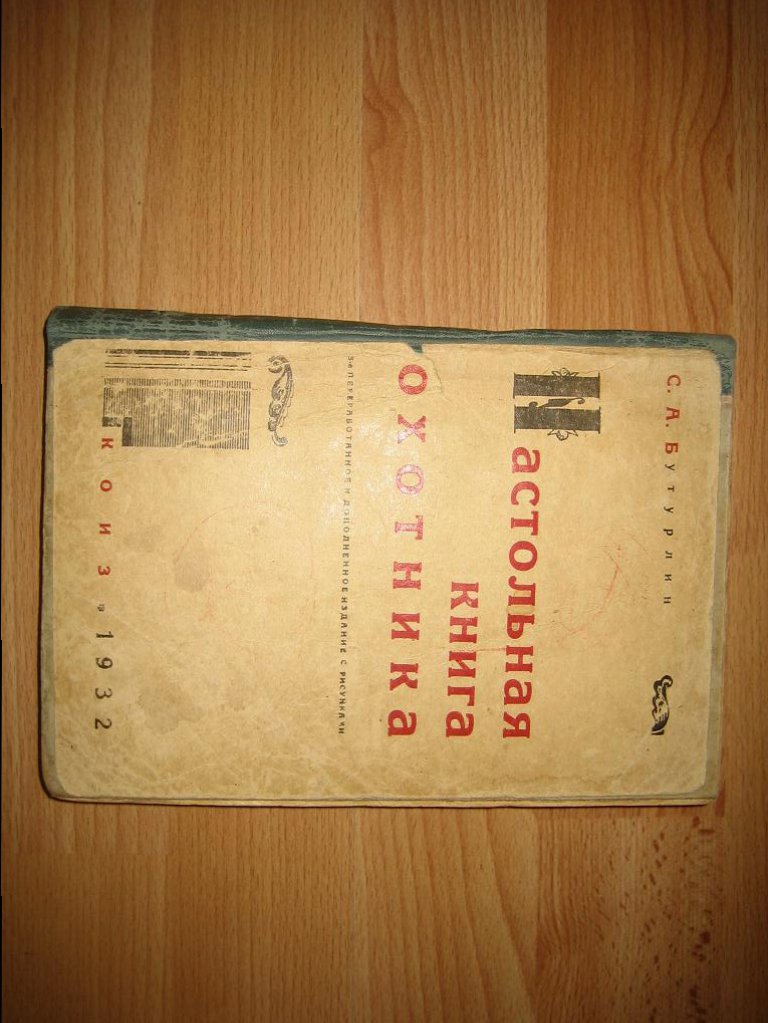 С. А. Бутурлин
Настольная
книга
охотника
3-е ПЕРЕРАБОТАННОЕ И ДОПОЛНЕННОЕ ИЗДАНИЕ С РИСУНКАМИ
КОИЗ 1932